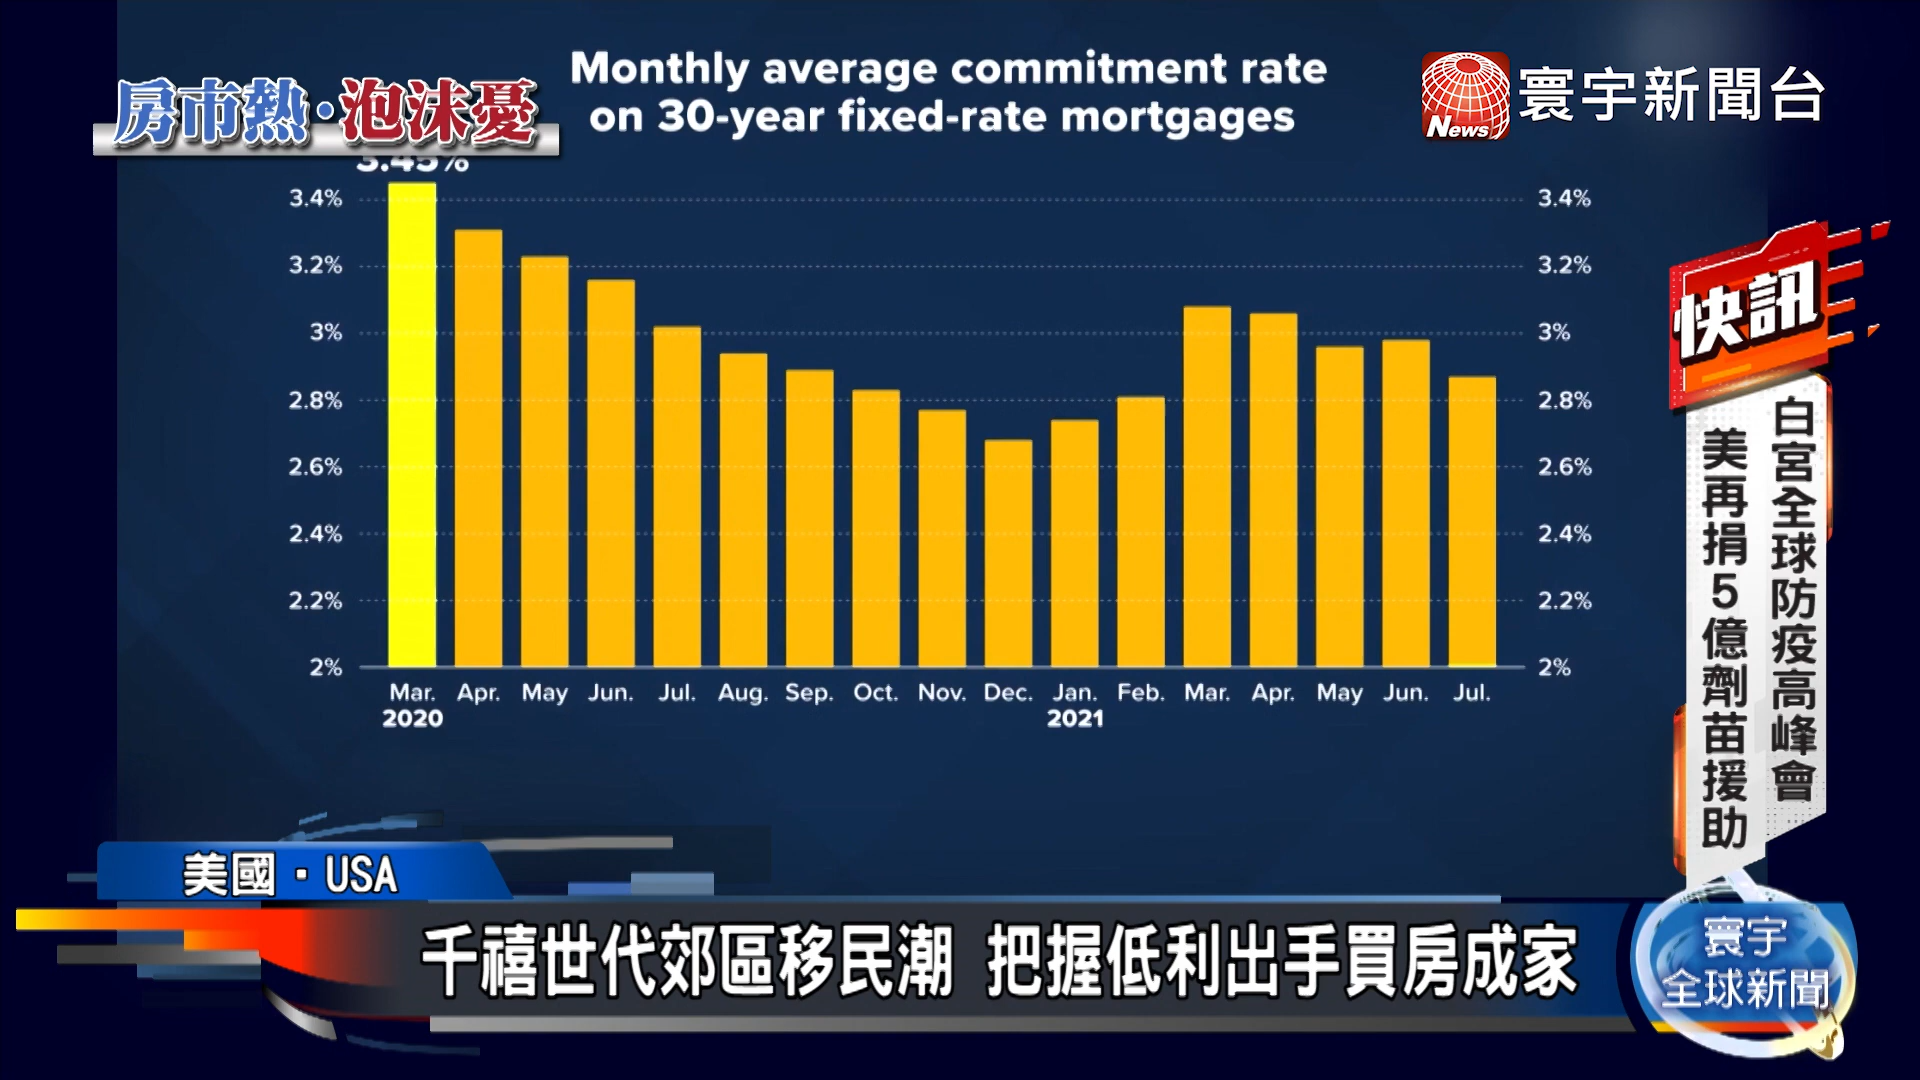 Monthly average commitment rate
on 30-year fixed-rate mortgages
房市熱·泡沫憂
News 寰宇新聞台
3.45%
3.4% 3.4%
3.2% 3.2%
3% 3%
2.8% 2.8%
2.6% 2.6%
2.4% 2.4%
2.2% 2.2%
2% 2%
Mar. Apr. May Jun. Jul. Aug. Sep. Oct. Nov. Dec. Jan. Feb. Mar. Apr. May Jun. Jul.
2020 2021
快訊
白宮全球防疫高峰會
美再捐5億劑苗援助
美國·USA
千禧世代郊區移民潮 把握低利出手買房成家
寰宇
全球新聞